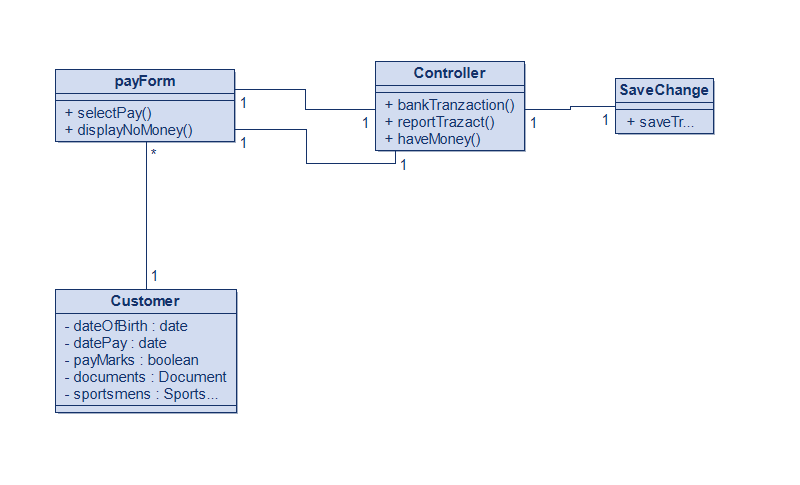 payForm
+ selectPay()
+ displayNoMoney()
Controller
+ bankTranzaction()
+ reportTrazact()
+ haveMoney()
SaveChange
+ saveTr...
1
1
1
1
1
1
*
1
Customer
- dateOfBirth : date
- datePay : date
- payMarks : boolean
- documents : Document
- sportsmens : Sports...